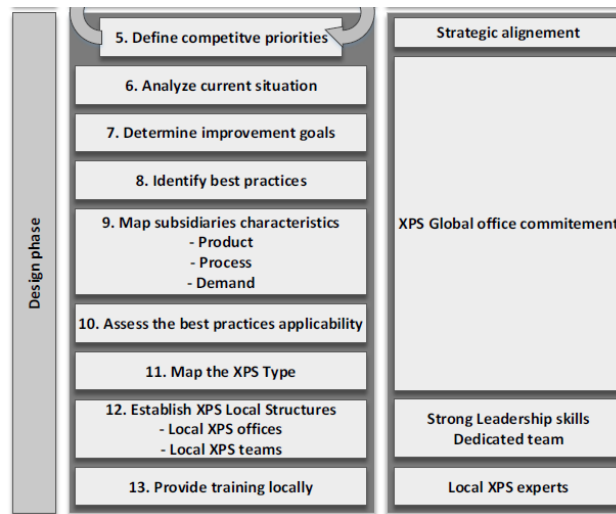 Design phase
5. Define competitve priorities
6. Analyze current situation
7. Determine improvement goals
8. Identify best practices
9. Map subsidiaries characteristics
- Product
- Process
- Demand
10. Assess the best practices applicability
11. Map the XPS Type
12. Establish XPS Local Structures
- Local XPS offices
- Local XPS teams
13. Provide training locally
Strategic alignement
XPS Global office commitement
Strong Leadership skills
Dedicated team
Local XPS experts